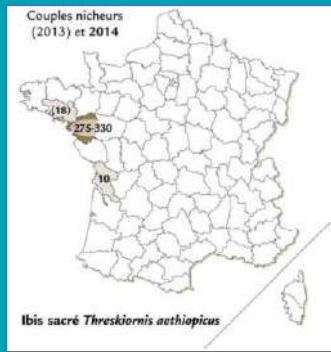 Couples nicheurs
(2013) et 2014
(18)
275-330
10
Ibis sacré Threskiornis aethiopicus